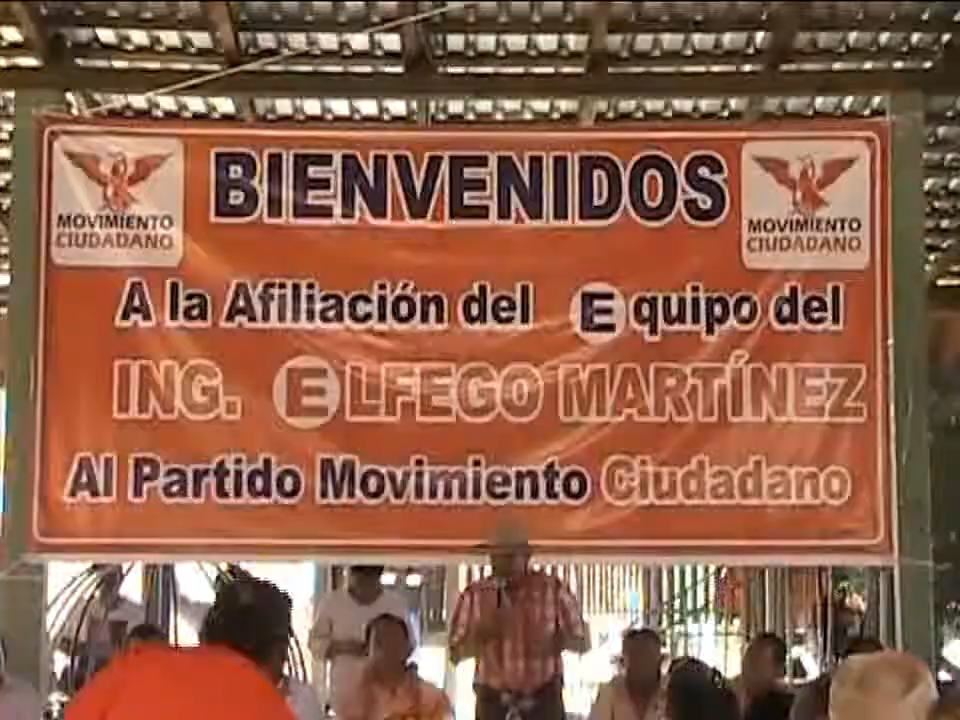 BIENVENIDOS
MOVIMIENTO
CIUDADANO
MOVIMIENTO
CIUDADANO
A la Afiliación del Equipo del
ING. ELFEGO MARTÍNEZ
Al Partido Movimiento Ciudadano